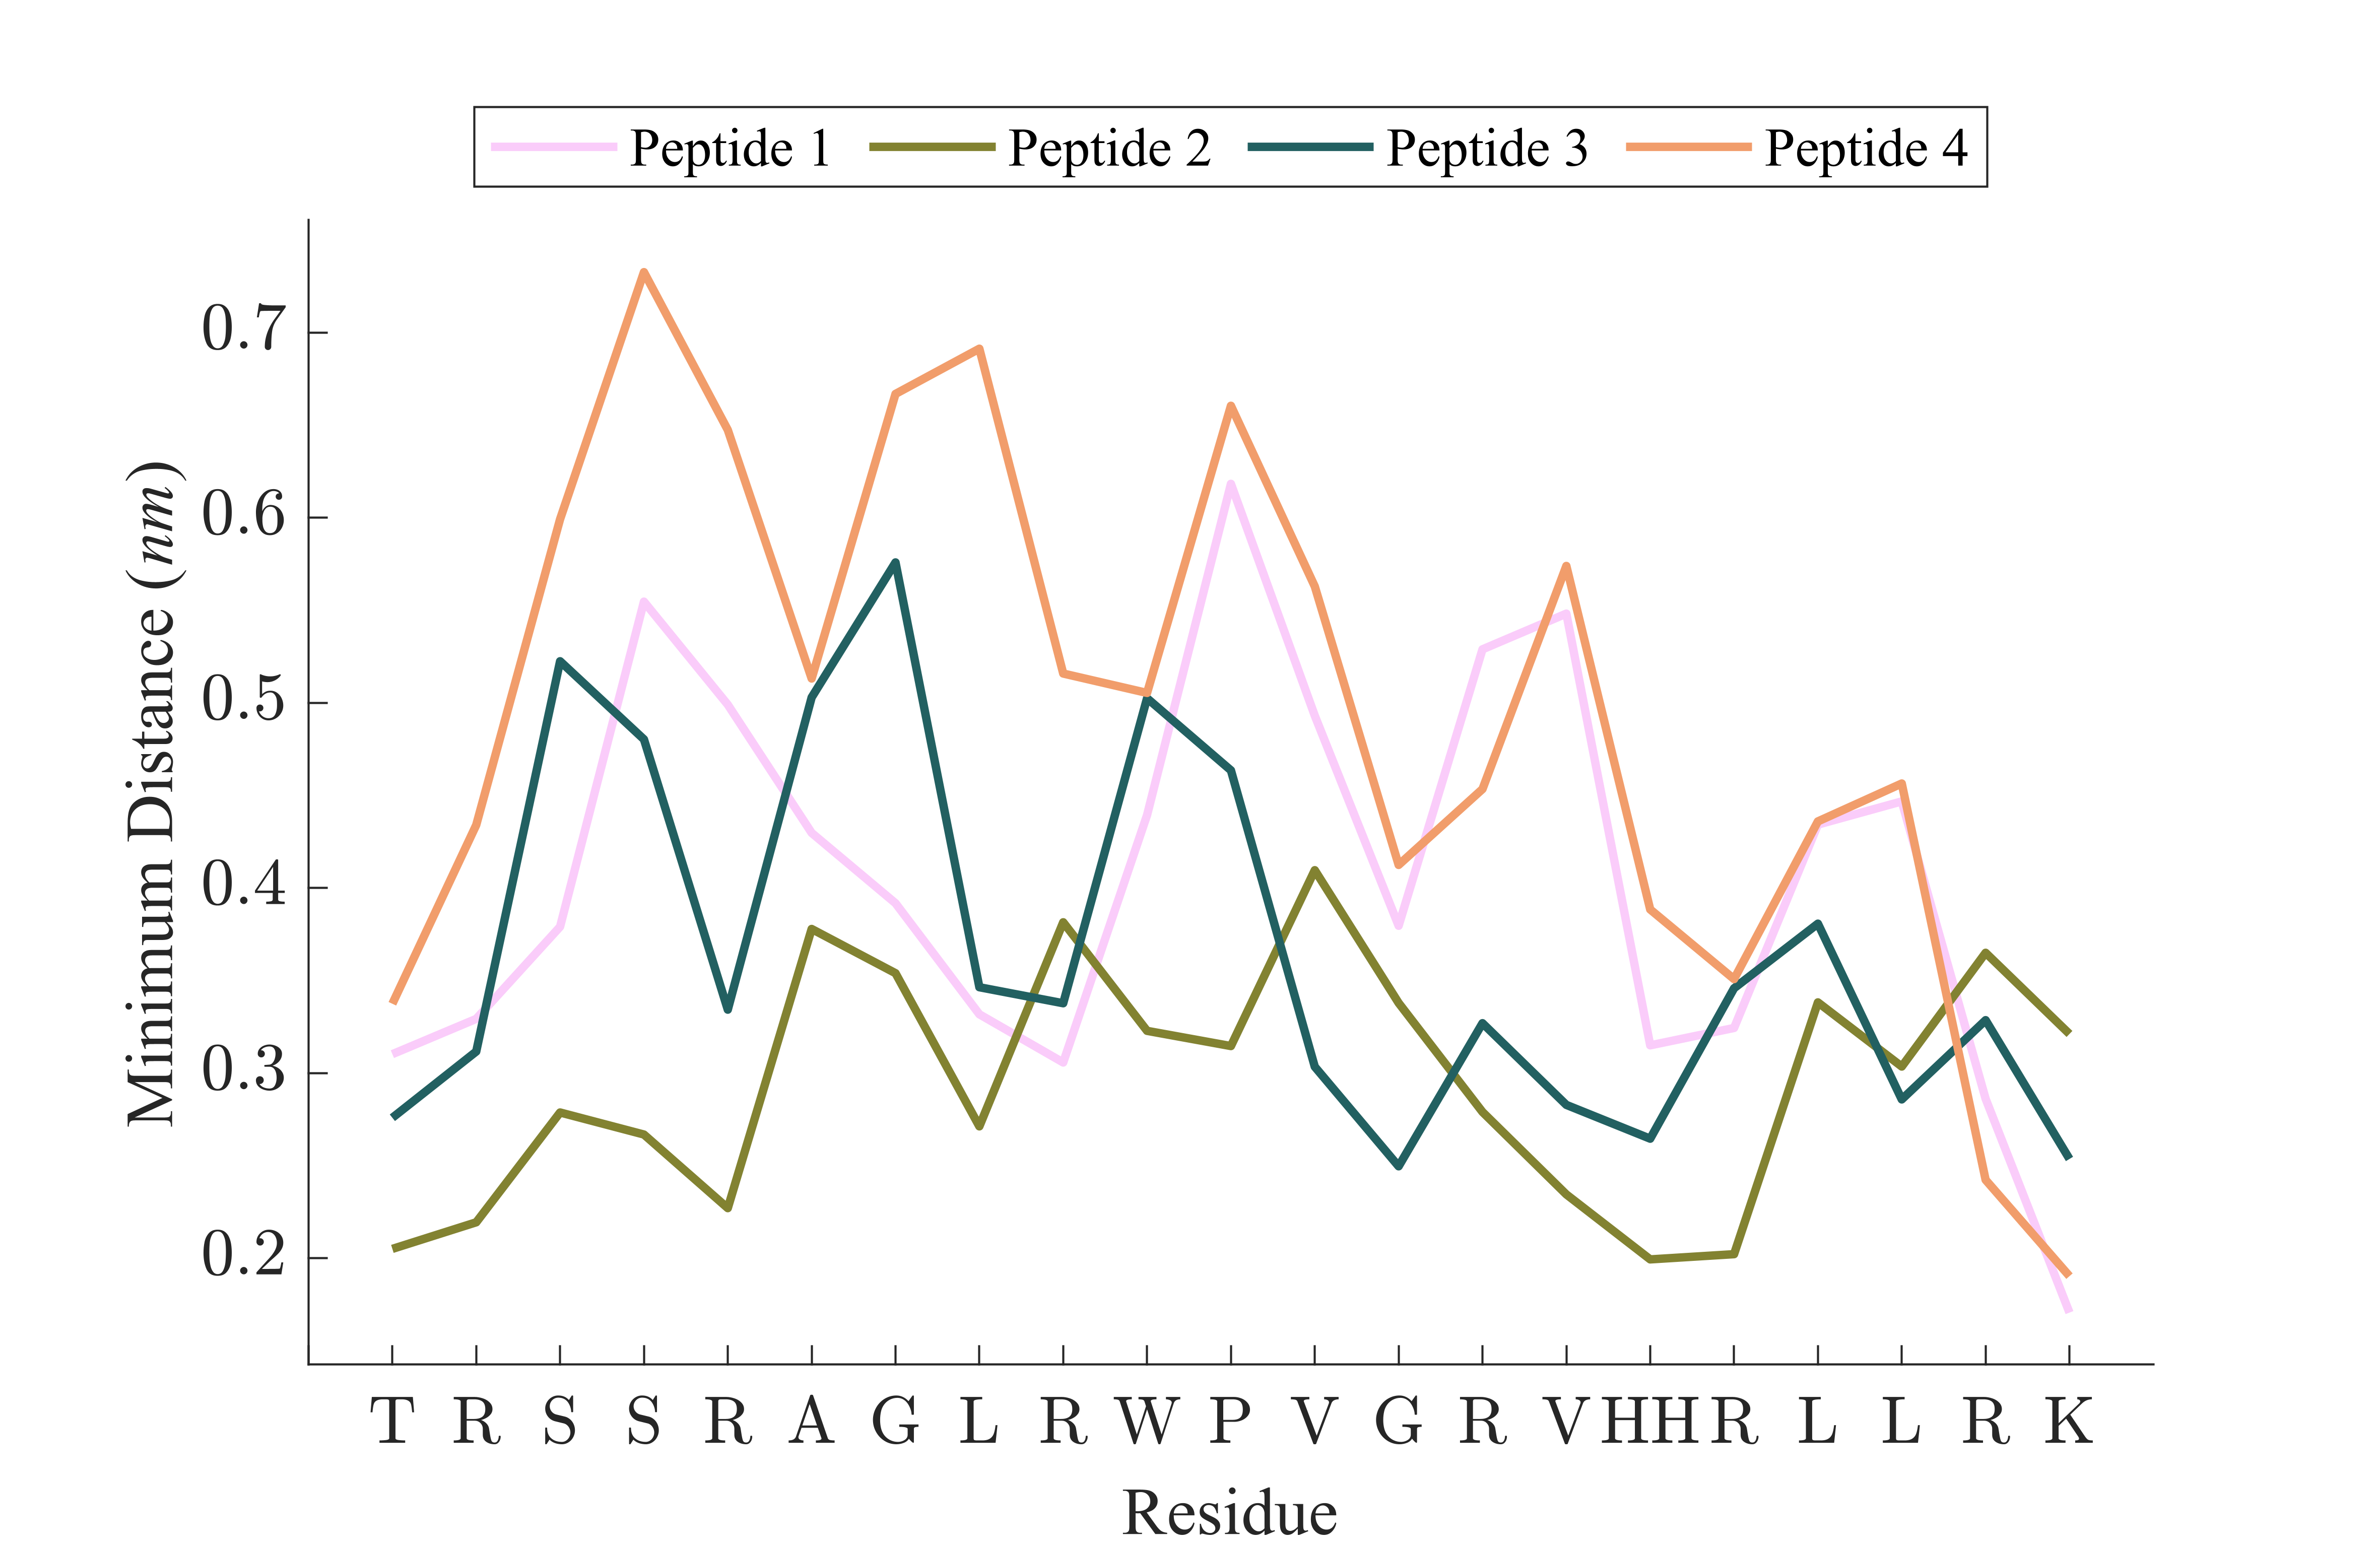 Peptide 1 Peptide 2 Peptide 3 Peptide 4
Minimum Distance (nm)
0.7
0.6
0.5
0.4
0.3
0.2
T R S S R A G L R W P V G R V HHR L L R K
Residue